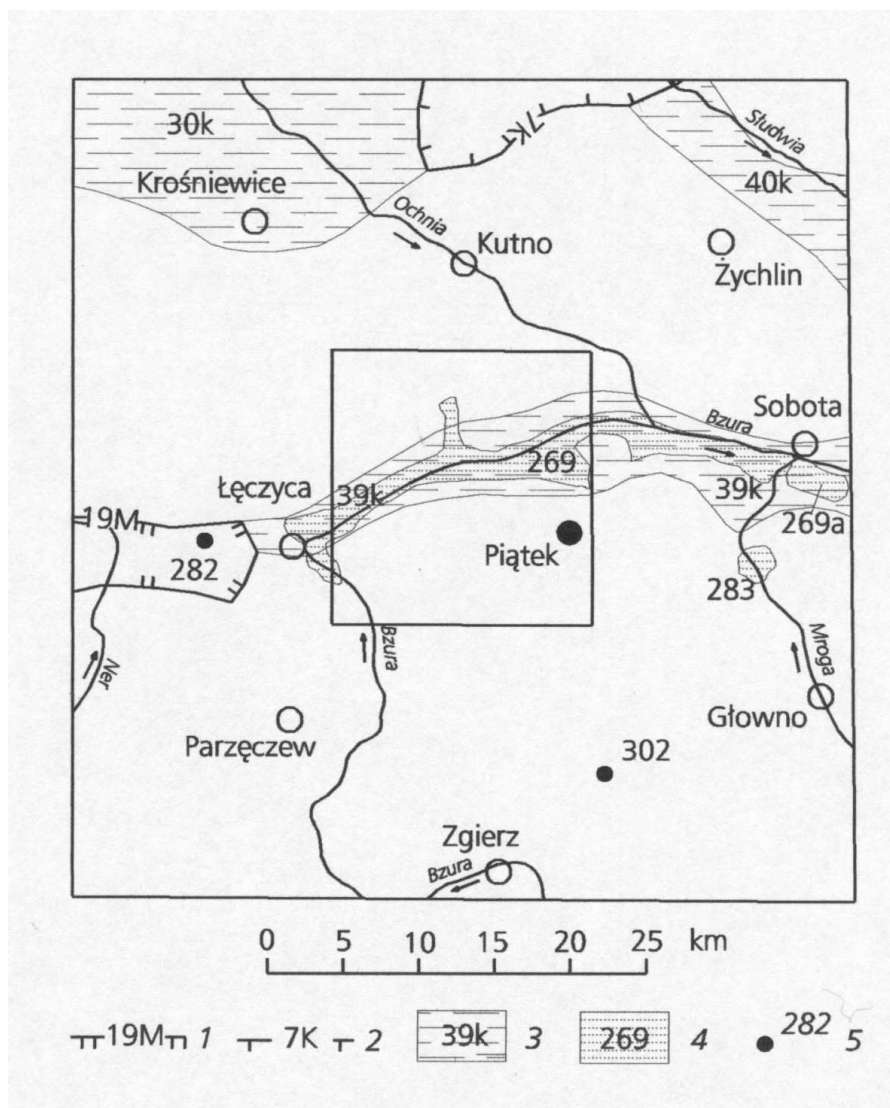 30k
Krośniewice
7K
Słudwia
40k
Ochnia
Kutno
Żychlin
Bzura
Sobota
269
Łęczyca
39k
39k
269a
19M
282
Piątek
283
Ner
Bzura
Mroga
Głowno
Parzęczew
302
Zgierz
Bzura
0 5 10 15 20 25 km
19M 1 7K 2 39k 3 269 4 282 5